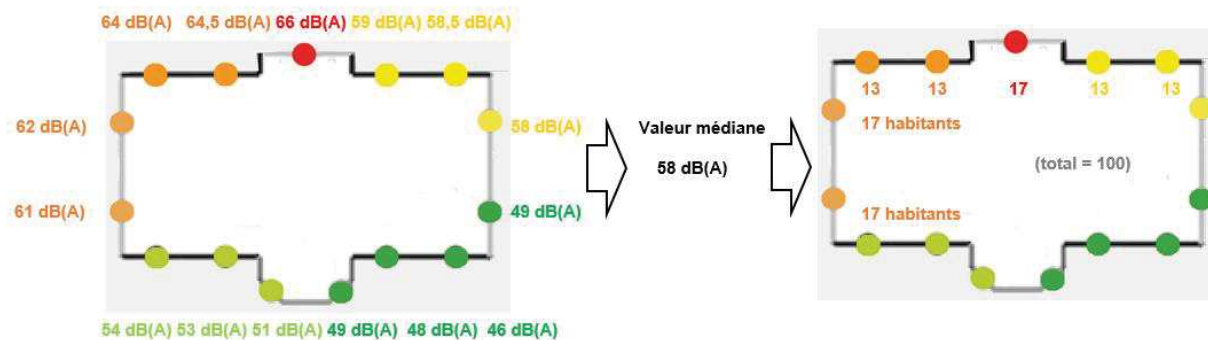 64 dB(A) 64,5 dB(A) 66 dB(A) 59 dB(A) 58,5 dB(A)
13 13 17 13 13
62 dB(A)
58 dB(A)
Valeur médiane
17 habitants
58 dB(A)
(total = 100)
61 dB(A)
49 dB(A)
17 habitants
54 dB(A) 53 dB(A) 51 dB(A) 49 dB(A) 48 dB(A) 46 dB(A)